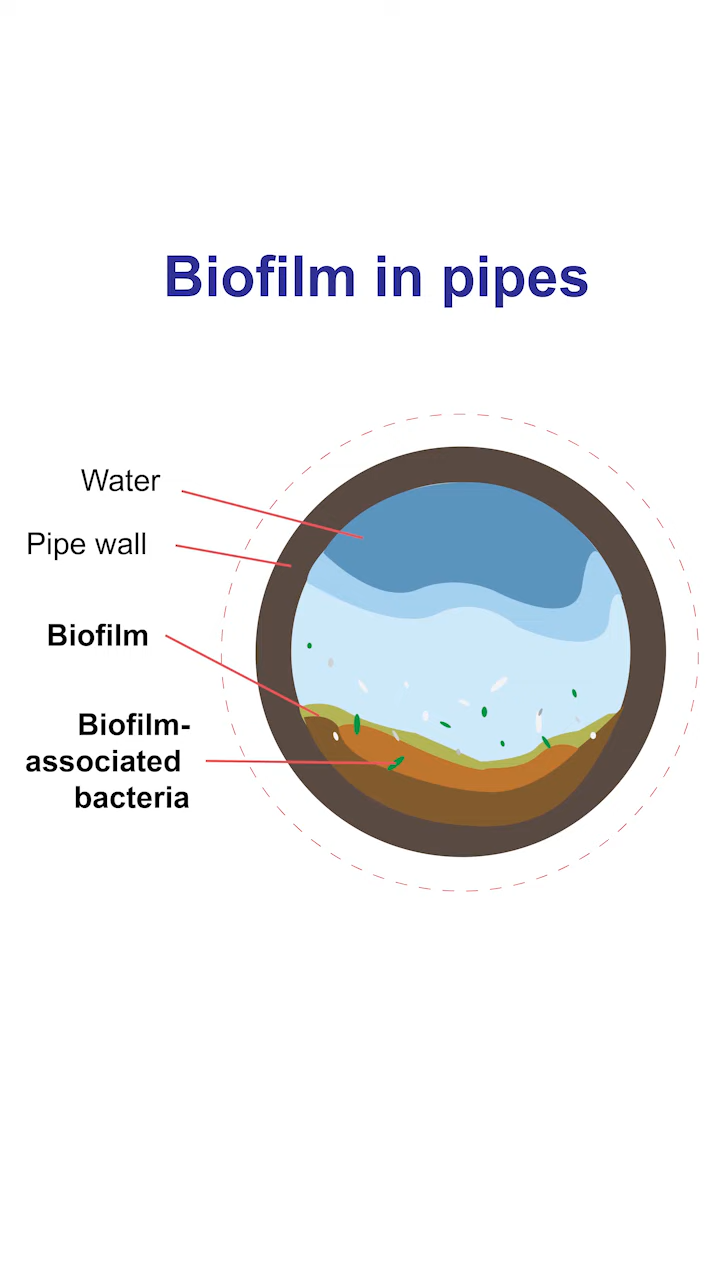 Biofilm in pipes
Water
Pipe wall
Biofilm
Biofilm-
associated
bacteria